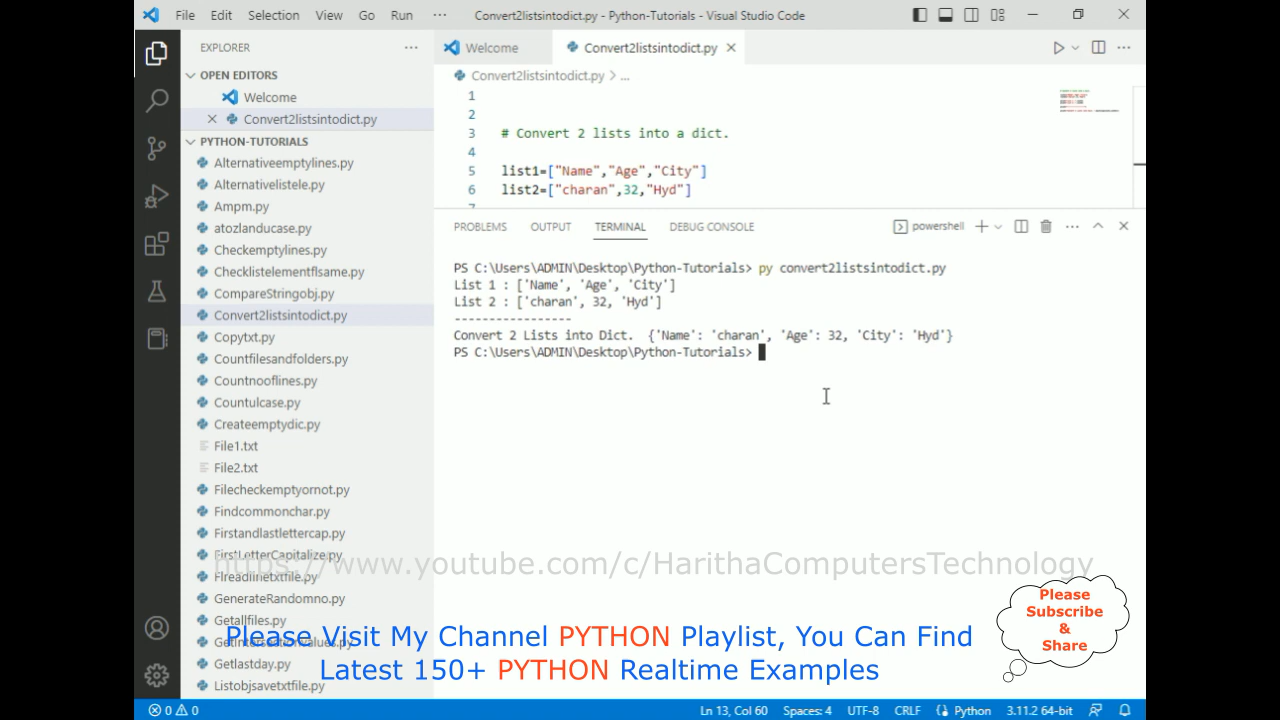 File Edit Selection View Go Run ··· Convert2listsintodict.py - Python-Tutorials - Visual Studio Code
EXPLORER ···
OPEN EDITORS
Welcome
Convert2listsintodict.py
PYTHON-TUTORIALS
Alternativeemptylines.py
Alternativelistele.py
Ampm.py
atozlanducase.py
Checkemptylines.py
Checklistelementflsame.py
CompareStringobj.py
Convert2listsintodict.py
Copytxt.py
Countfilesandfolders.py
Countnooflines.py
Countulcase.py
Createemptydic.py
File1.txt
File2.txt
Filecheckemptyornot.py
Findcommonchar.py
Firstandlastlettercap.py
FirstLetterCapitalize.py
Flreadlinetxtfile.py
GenerateRandomno.py
Getallfiles.py
GetIntersectionvalues.py
Getlastday.py
Listobjsavetxtfile.py
Welcome Convert2listsintodict.py
Convert2listsintodict.py > ...
1
2
3 # Convert 2 lists into a dict.
4
5 list1=["Name","Age","City"]
6 list2=["charan",32,"Hyd"]
7
PROBLEMS OUTPUT TERMINAL DEBUG CONSOLE powershell
PS C:\Users\ADMIN\Desktop\Python-Tutorials> py convert2listsintodict.py
List 1 : ['Name', 'Age', 'City']
List 2 : ['charan', 32, 'Hyd']
-----------------
Convert 2 Lists into Dict.  {'Name': 'charan', 'Age': 32, 'City': 'Hyd'}
PS C:\Users\ADMIN\Desktop\Python-Tutorials>
https://www.youtube.com/c/HarithaComputersTechnology
Please Visit My Channel PYTHON Playlist, You Can Find
Latest 150+ PYTHON Realtime Examples
Please
Subscribe
&
Share
0 0 Ln 13, Col 60 Spaces: 4 UTF-8 CRLF Python 3.11.2 64-bit